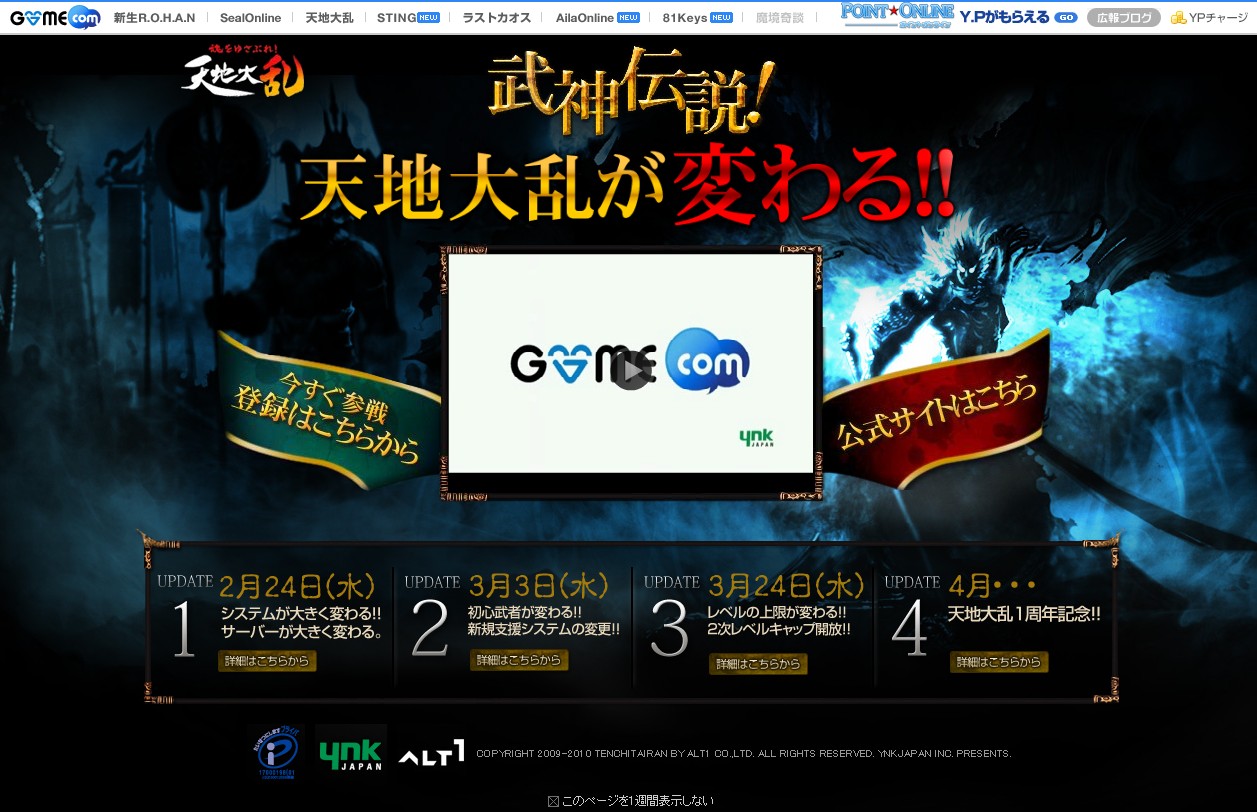 GAME com
新生R.O.H.A.N
SealOnline
天地大乱
STING NEW
ラストカオス
AilaOnline NEW
81Keys NEW
魔境奇談
POINT★ONLINE
ポイントオンライン
Y.Pがもらえる GO
広報ブログ
YPチャージ
魂をゆさぶれ!
天地大乱
武神伝説!
天地大乱が変わる!!
GAME com
ynk
JAPAN
今すぐ参戦
登録はこちらから
公式サイトはこちら
UPDATE
1
2月24日(水)
システムが大きく変わる!!
サーバーが大きく変わる。
詳細はこちらから
UPDATE
2
3月3日(水)
初心武者が変わる!!
新規支援システムの変更!!
詳細はこちらから
UPDATE
3
3月24日(水)
レベルの上限が変わる!!
2次レベルキャップ開放!!
詳細はこちらから
UPDATE
4
4月・・・
天地大乱1周年記念!!
詳細はこちらから
ynk
JAPAN
ALT1
COPYRIGHT 2009-2010 TENCHITAIRAN BY ALT1 CO.,LTD. ALL RIGHTS RESERVED. YNKJAPAN INC. PRESENTS.
このページを1週間表示しない